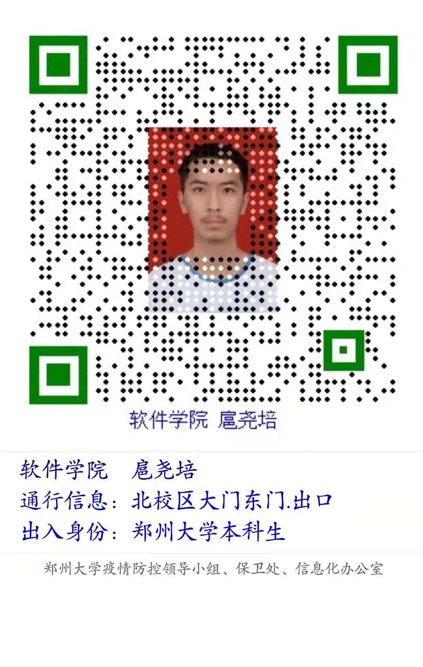 软件学院 扈尧培
软件学院 扈尧培
通行信息：北校区大门东门.出口
出入身份：郑州大学本科生
郑州大学疫情防控领导小组、保卫处、信息化办公室